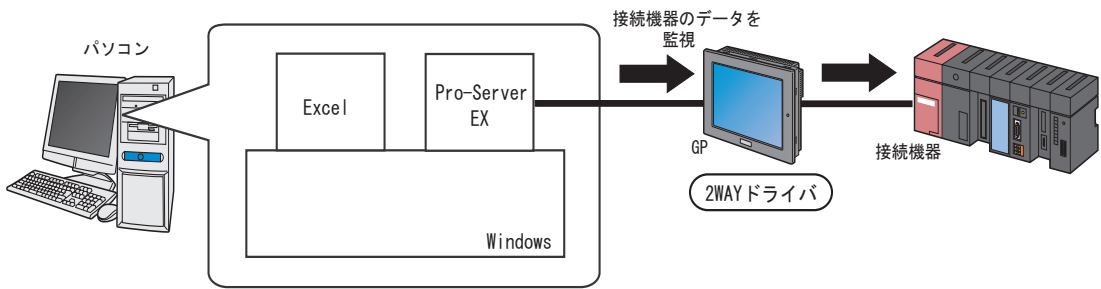 接続機器のデータを
監視
パソコン
Excel
Pro-Server
EX
GP
接続機器
2WAYドライバ
Windows